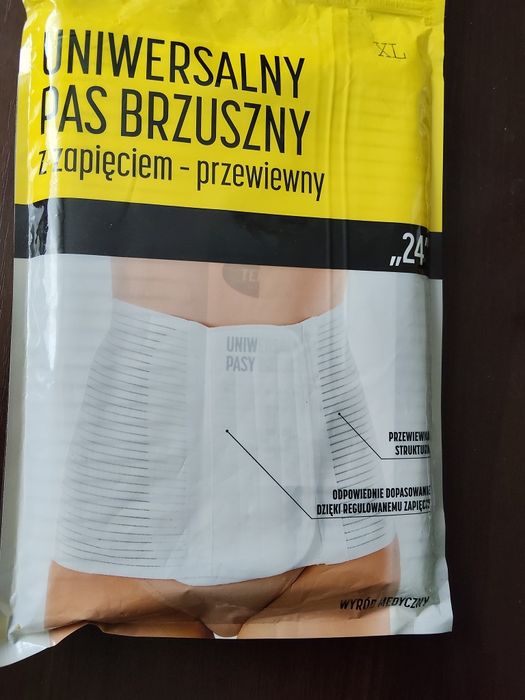 XL
UNIWERSALNY
PAS BRZUSZNY
z zapięciem - przewiewny
„24"
UNIW
PASY
PRZEWIEWNA
STRUKTURA
ODPOWIEDNIE DOPASOWANIE
DZIĘKI REGULOWANEMU ZAPIĘCIU
WYRÓB MEDYCZNY